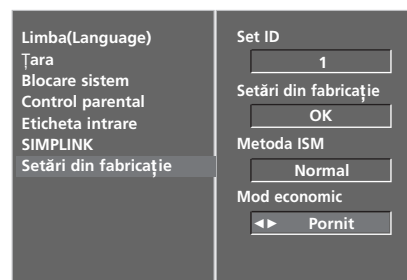 Limba(Language)
Țara
Blocare sistem
Control parental
Eticheta intrare
SIMPLINK
Setări din fabricație
Set ID
1
Setări din fabricație
OK
Metoda ISM
Normal
Mod economic
◄► Pornit